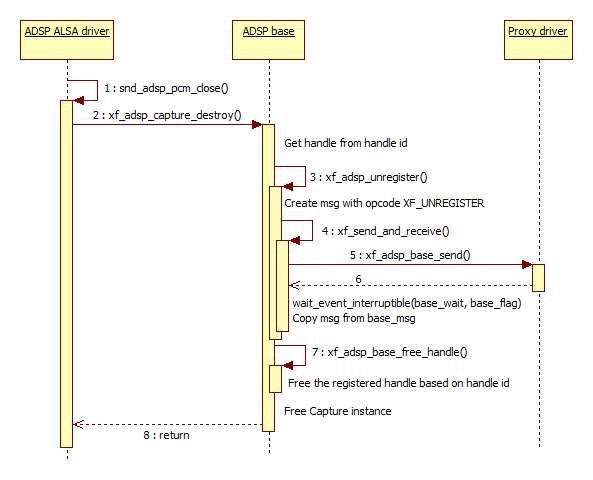 ADSP ALSA driver
ADSP base
Proxy driver
1 : snd_adsp_pcm_close()
2 : xf_adsp_capture_destroy()
Get handle from handle id
3 : xf_adsp_unregister()
Create msg with opcode XF_UNREGISTER
4 : xf_send_and_receive()
5 : xf_adsp_base_send()
6
wait_event_interruptible(base_wait, base_flag)
Copy msg from base_msg
7 : xf_adsp_base_free_handle()
Free the registered handle based on handle id
Free Capture instance
8 : return